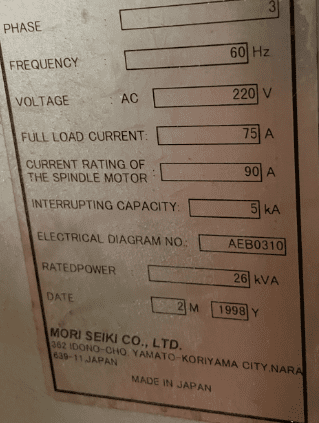 PHASE 3
FREQUENCY 60 Hz
VOLTAGE : AC 220 V
FULL LOAD CURRENT: 75 A
CURRENT RATING OF
THE SPINDLE MOTOR : 90 A
INTERRUPTING CAPACITY: 5 kA
ELECTRICAL DIAGRAM NO.: AEB0310
RATEDPOWER 26 kVA
DATE 2 M 1998 Y
MORI SEIKI CO., LTD.
362 IDONO-CHO, YAMATO-KORIYAMA CITY, NARA
639-11 JAPAN
MADE IN JAPAN